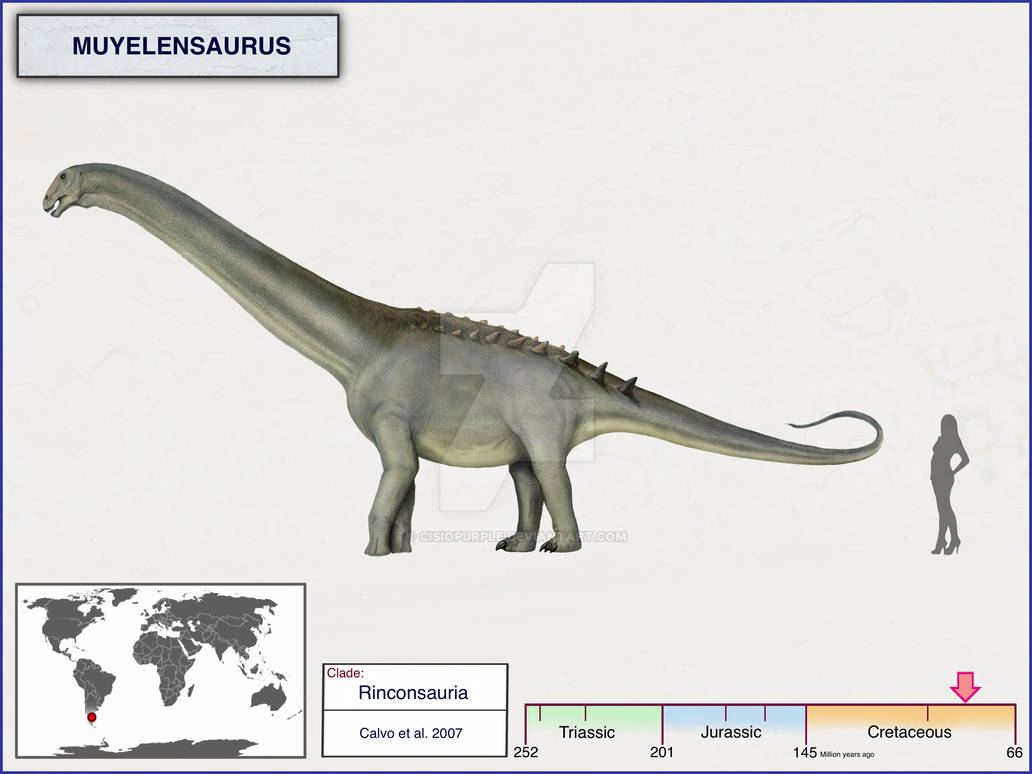 MUYELENSAURUS
© CISIOPURPLE.DEVIANTART.COM
Clade:
Rinconsauria
Calvo et al. 2007
Triassic
Jurassic
Cretaceous
252
201
145 Million years ago
66